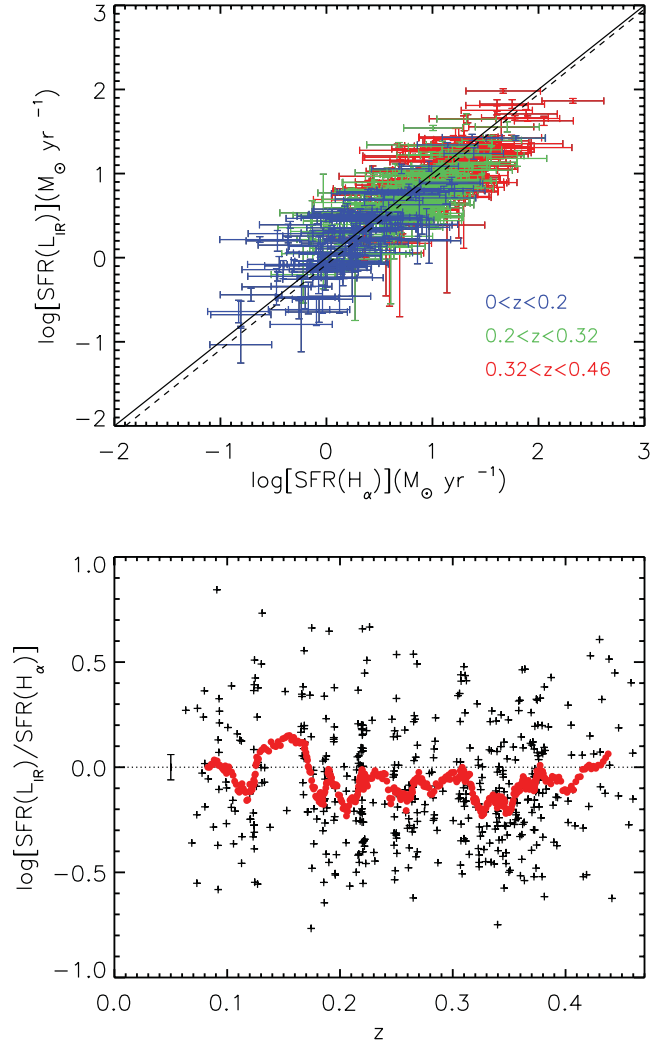 3
2
1
0
−1
−2
log[SFR(L_IR)](M_⊙ yr ⁻¹)
0<z<0.2
0.2<z<0.32
0.32<z<0.46
−2 −1 0 1 2 3
log[SFR(H_α)](M_⊙ yr ⁻¹)
1.0
0.5
0.0
−0.5
−1.0
log[SFR(L_IR)/SFR(H_α)]
0.0 0.1 0.2 0.3 0.4
z